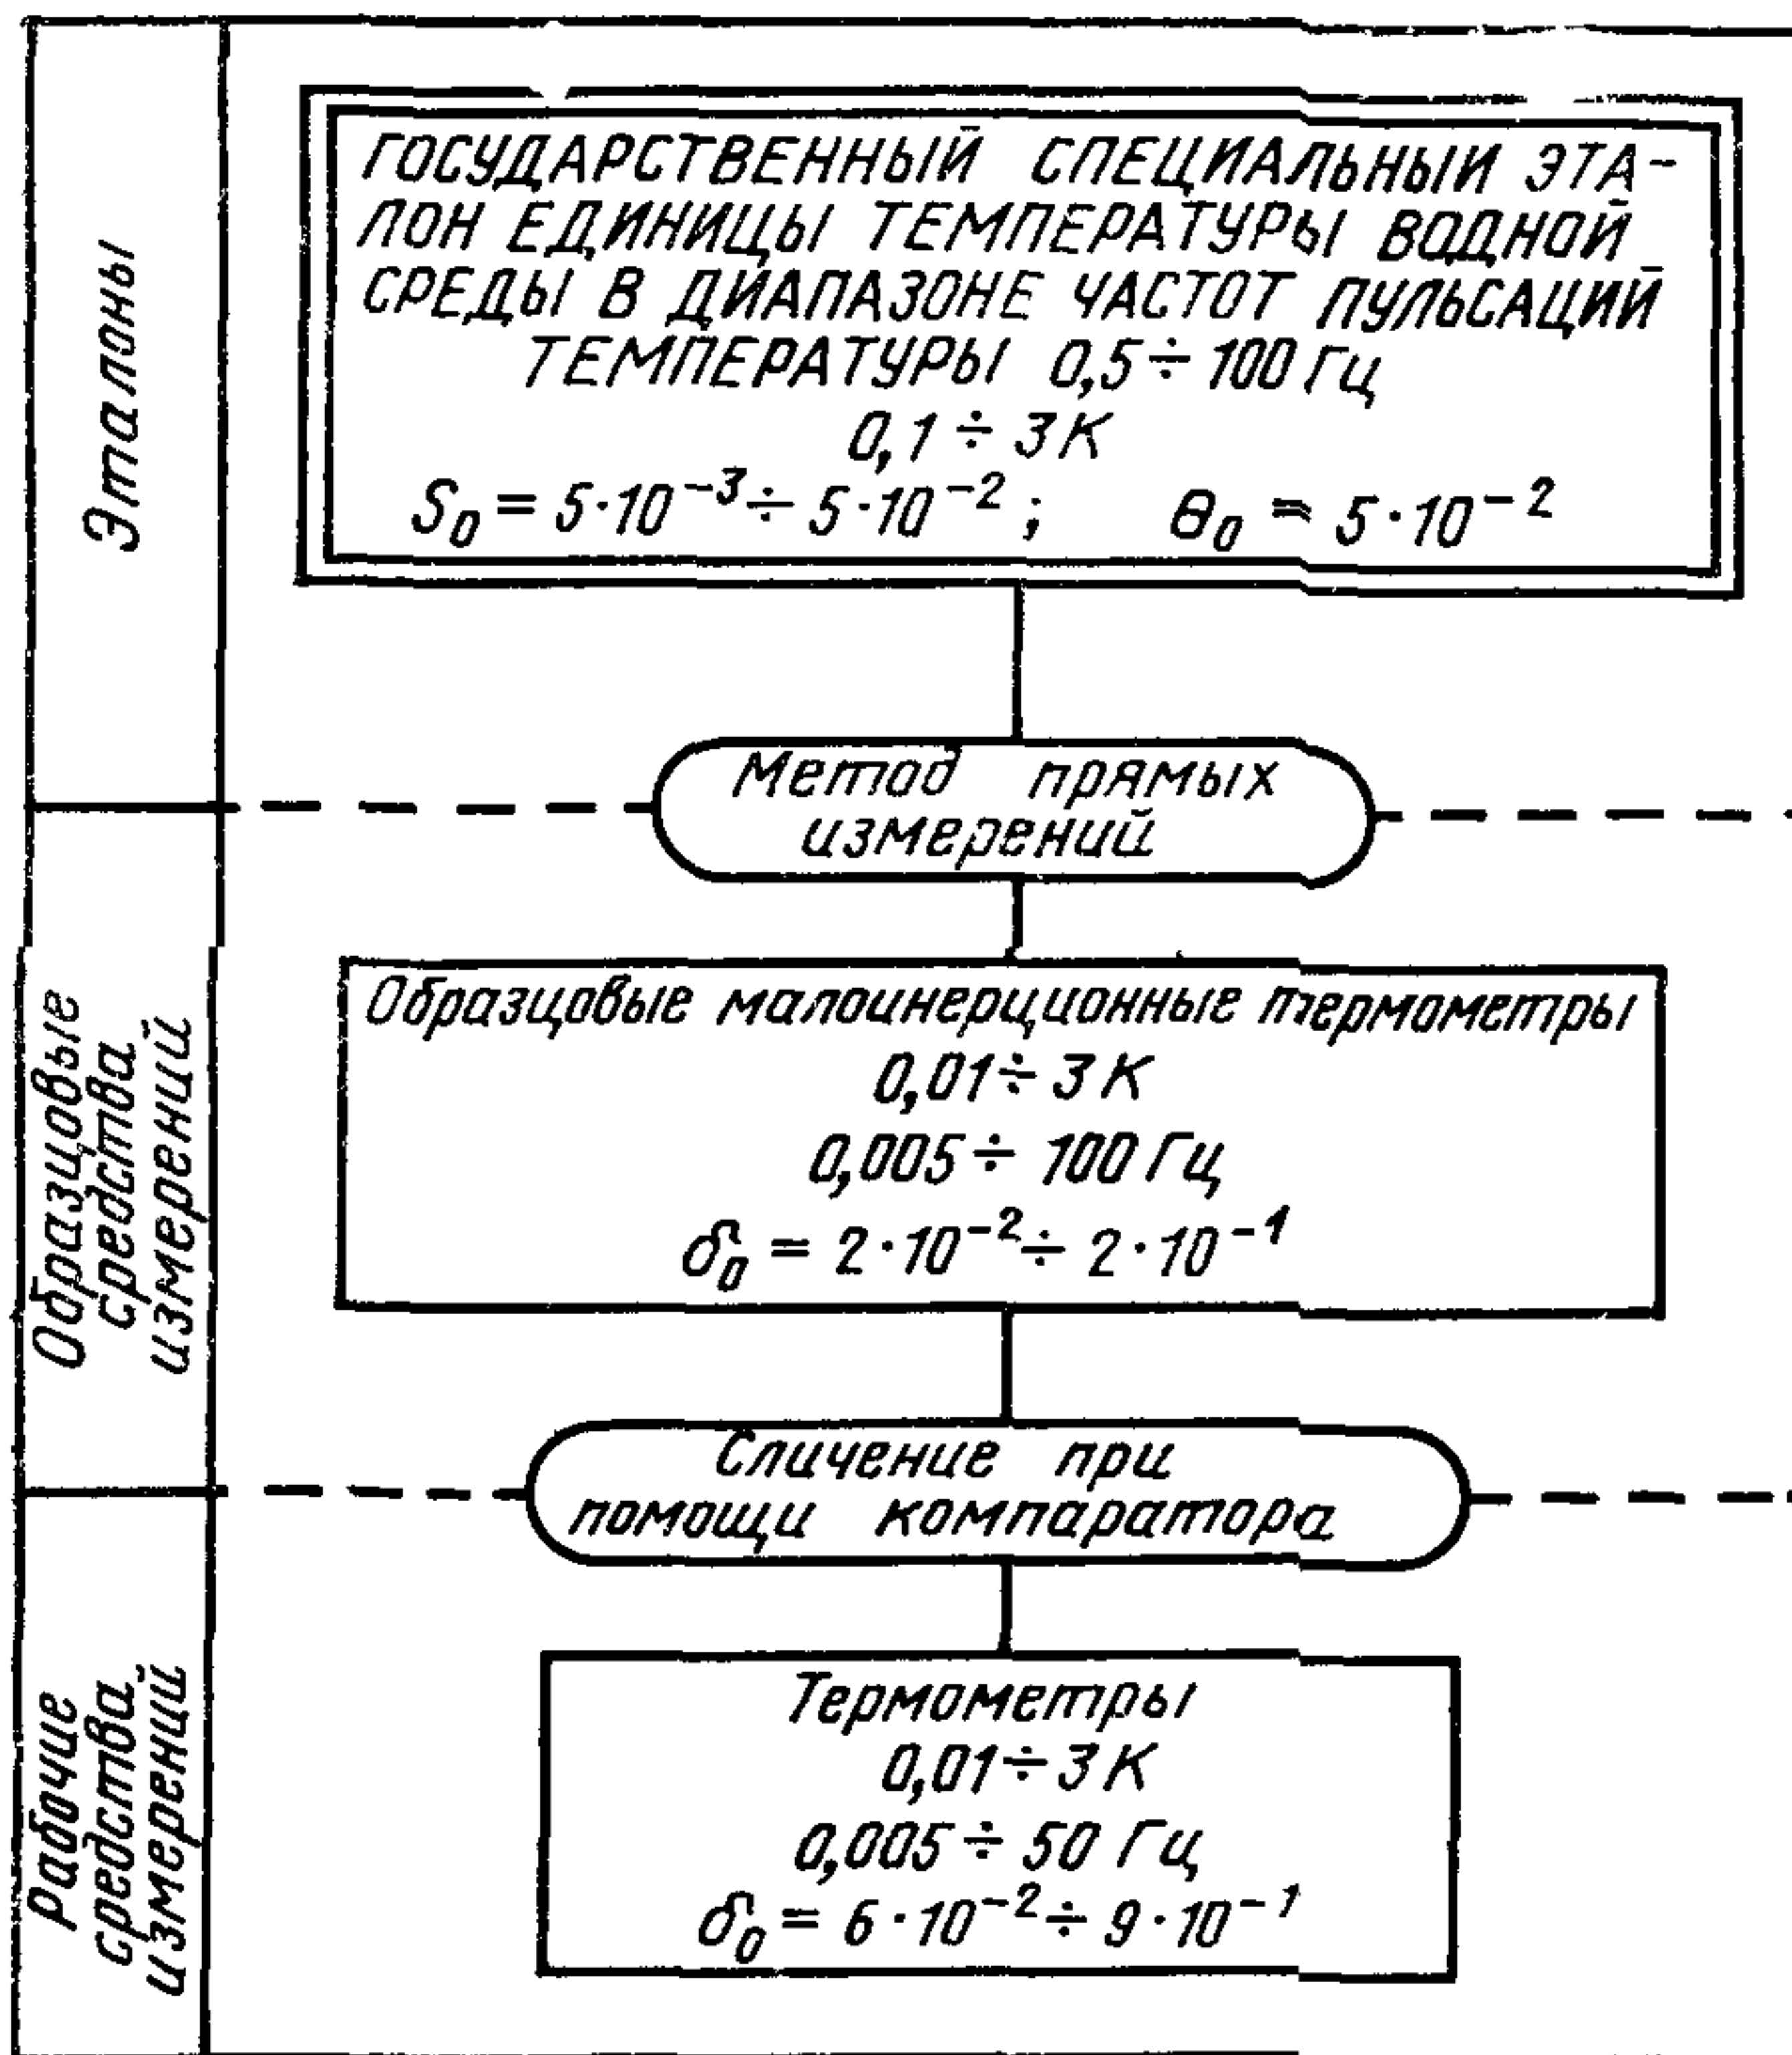 Эталоны
ГОСУДАРСТВЕННЫЙ СПЕЦИАЛЬНЫЙ ЭТА-
ЛОН ЕДИНИЦЫ ТЕМПЕРАТУРЫ ВОДНОЙ
СРЕДЫ В ДИАПАЗОНЕ ЧАСТОТ ПУЛЬСАЦИЙ
ТЕМПЕРАТУРЫ 0,5÷100 Гц
0,1÷3 К
S₀ = 5·10⁻³ ÷ 5·10⁻² ; θ₀ = 5·10⁻²
Метод прямых
измерений
Образцовые
средства
измерений
Образцовые малоинерционные термометры
0,01÷3 К
0,005÷100 Гц
δ₀ = 2·10⁻² ÷ 2·10⁻¹
Сличение при
помощи компаратора
Рабочие
средства
измерений
Термометры
0,01÷3 К
0,005÷50 Гц
δ₀ = 6·10⁻² ÷ 9·10⁻¹